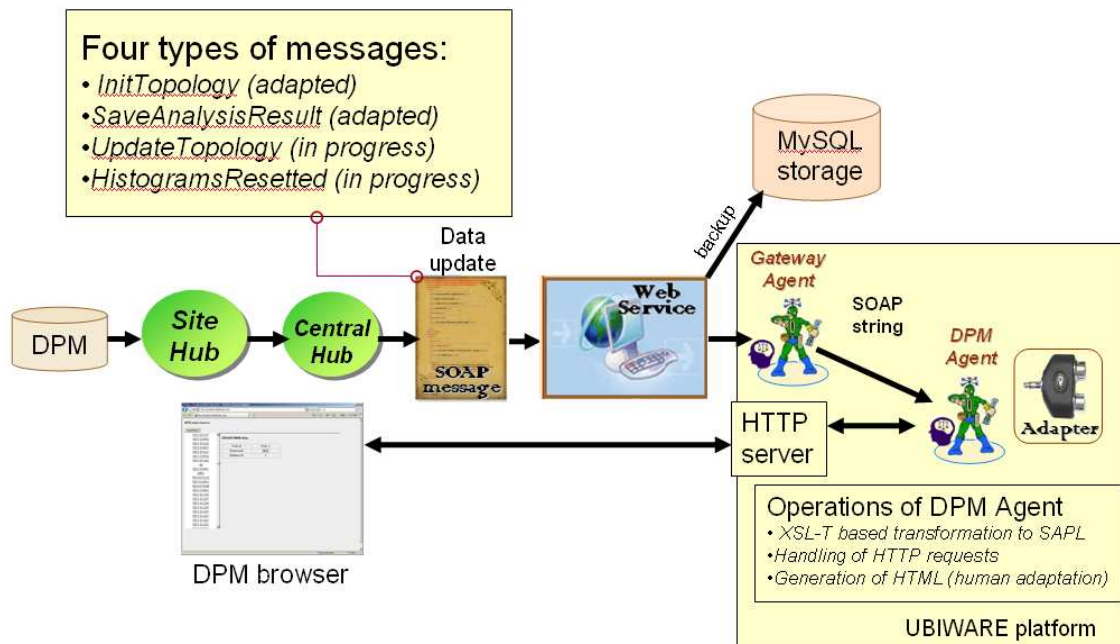 Four types of messages:
• InitTopology (adapted)
• SaveAnalysisResult (adapted)
• UpdateTopology (in progress)
• HistogramsResetted (in progress)
MySQL
storage
backup
Data
update
Gateway
Agent
SOAP
string
DPM
Agent
Adapter
DPM
Site
Hub
Central
Hub
SOAP
message
Web
Service
HTTP
server
DPM browser
Operations of DPM Agent
• XSL-T based transformation to SAPL
• Handling of HTTP requests
• Generation of HTML (human adaptation)
UBIWARE platform